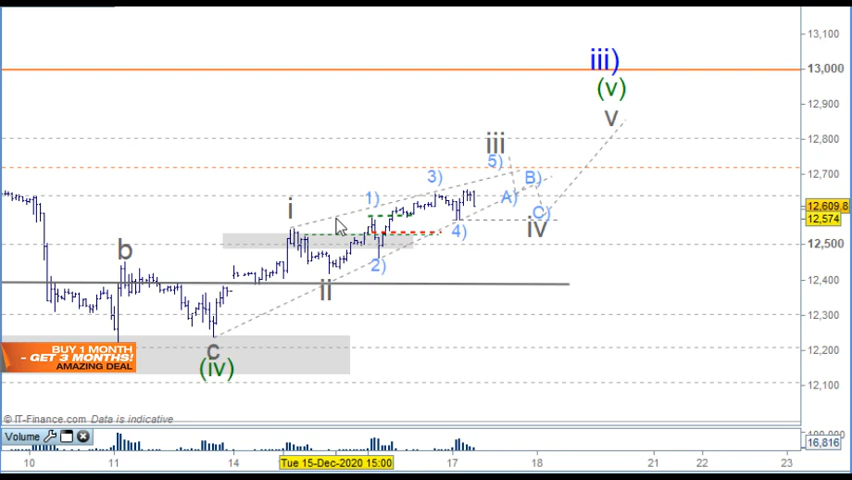 13,100
13,000
iii)
(v)
12,900
v
12,800
iii
5)
12,700
3)
B)
1)
A)
12,609.8
i
C)
12,574
iv
4)
b
12,500
2)
12,400
ii
12,300
c
12,200
BUY 1 MONTH
- GET 3 MONTHS!
AMAZING DEAL
(iv)
12,100
© IT-Finance.com Data is indicative
Volume
16,816
10 11 14 Tue 15-Dec-2020 15:00 17 18 21 22 23